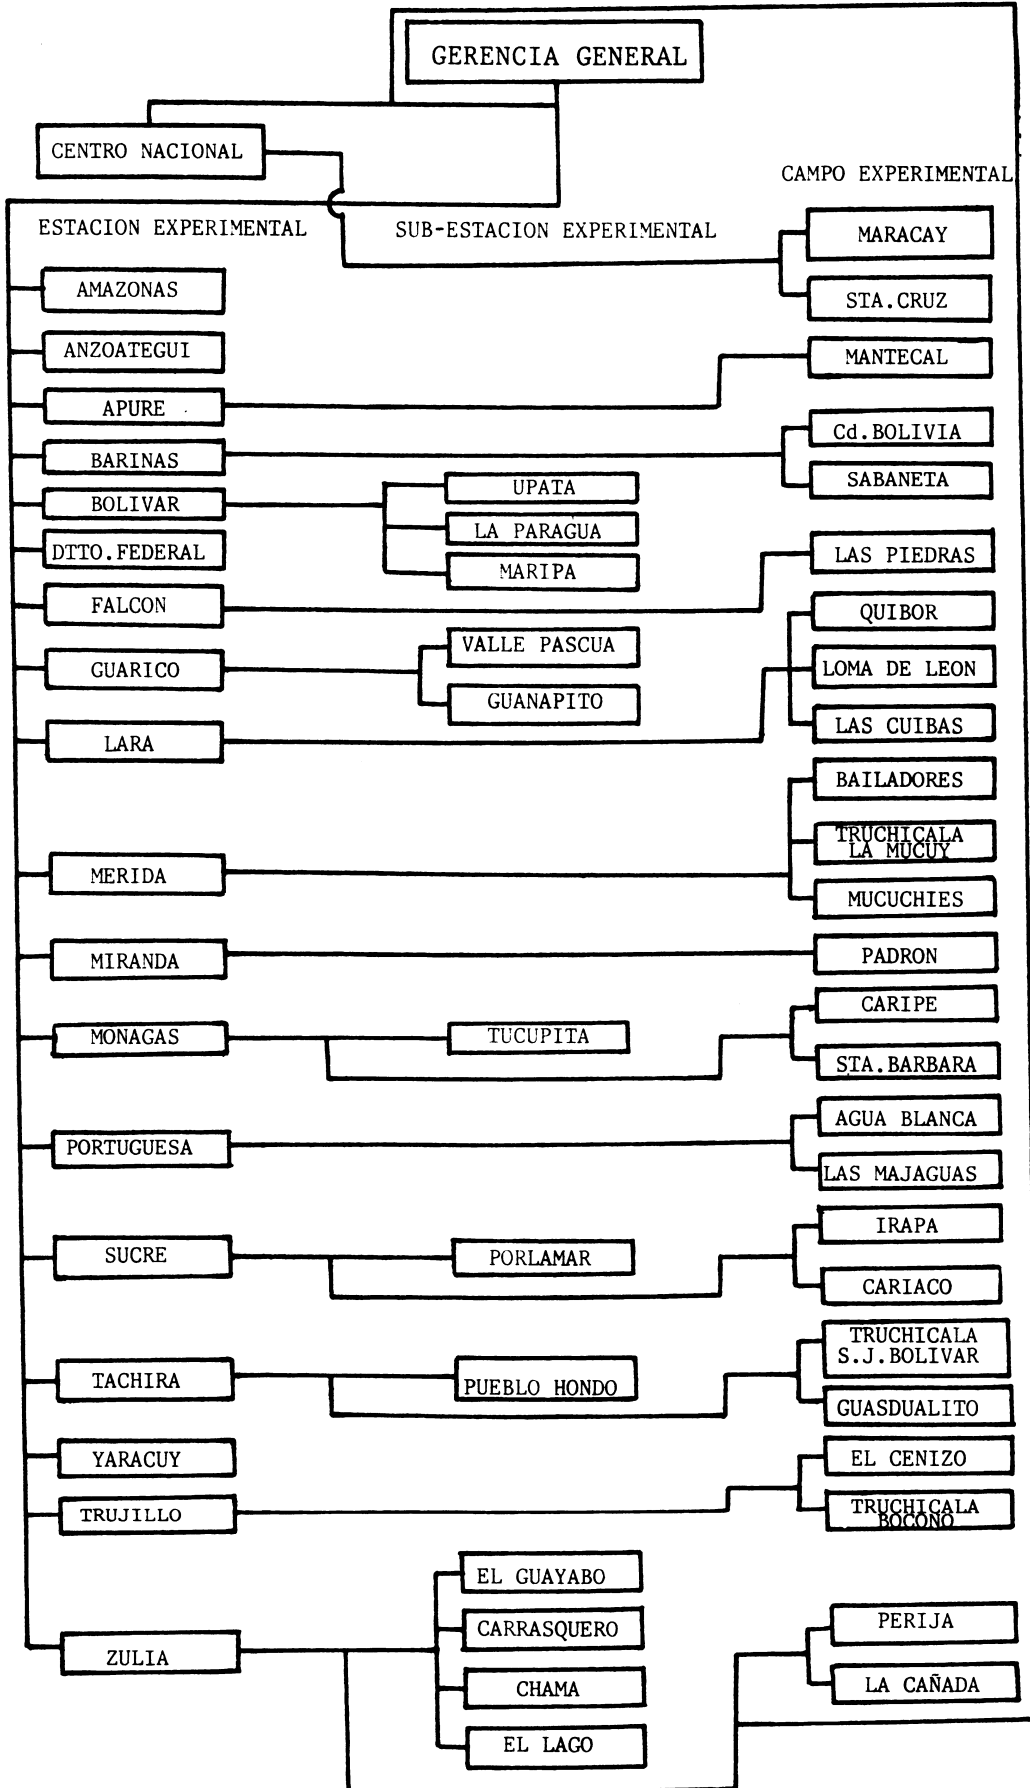 GERENCIA GENERAL
CENTRO NACIONAL
CAMPO EXPERIMENTAL
ESTACION EXPERIMENTAL
SUB-ESTACION EXPERIMENTAL
MARACAY
STA.CRUZ
AMAZONAS
ANZOATEGUI
MANTECAL
APURE
Cd.BOLIVIA
BARINAS
SABANETA
BOLIVAR
UPATA
LA PARAGUA
MARIPA
DTTO.FEDERAL
LAS PIEDRAS
FALCON
QUIBOR
GUARICO
VALLE PASCUA
GUANAPITO
LOMA DE LEON
LARA
LAS CUIBAS
BAILADORES
TRUCHICALA
LA MUCUY
MERIDA
MUCUCHIES
MIRANDA
PADRON
CARIPE
MONAGAS
TUCUPITA
STA.BARBARA
AGUA BLANCA
PORTUGUESA
LAS MAJAGUAS
IRAPA
SUCRE
PORLAMAR
CARIACO
TRUCHICALA
S.J.BOLIVAR
TACHIRA
PUEBLO HONDO
GUASDUALITO
YARACUY
EL CENIZO
TRUJILLO
TRUCHICALA
BOCONO
EL GUAYABO
CARRASQUERO
PERIJA
ZULIA
CHAMA
LA CAÑADA
EL LAGO